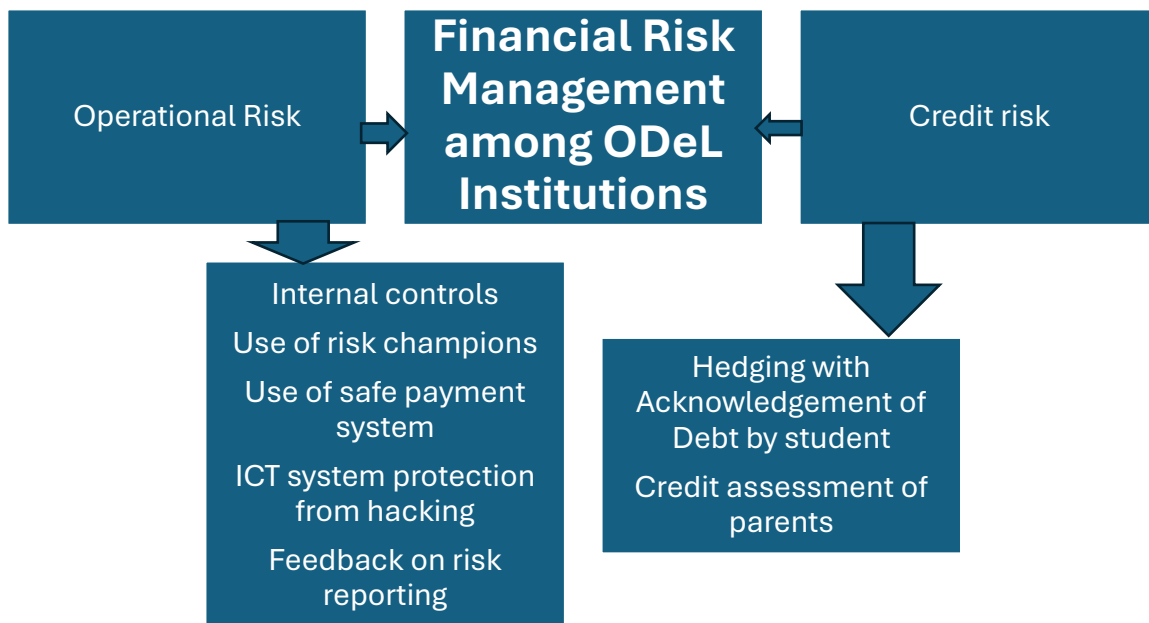 Operational Risk
Financial Risk
Management
among ODeL
Institutions
Credit risk
Internal controls
Use of risk champions
Use of safe payment
system
ICT system protection
from hacking
Feedback on risk
reporting
Hedging with
Acknowledgement of
Debt by student
Credit assessment of
parents